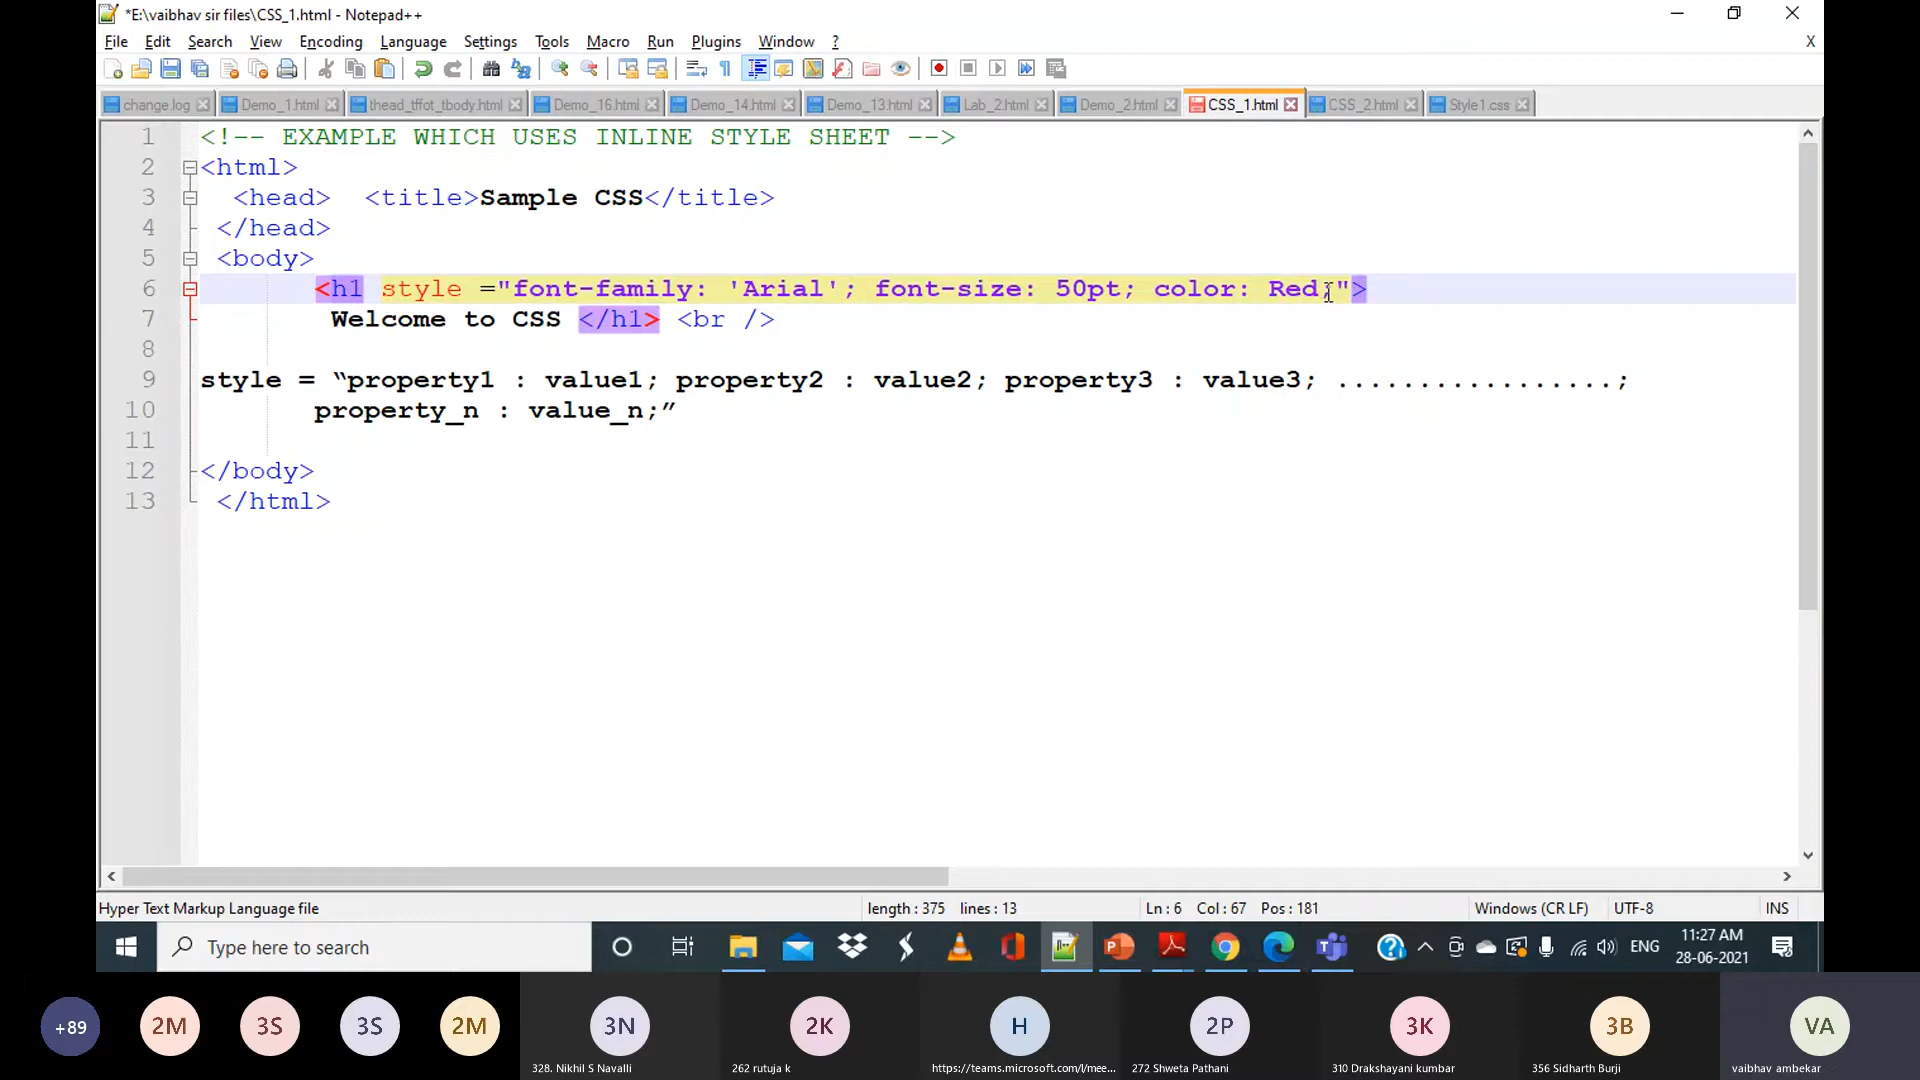 *E:\vaibhav sir files\CSS_1.html - Notepad++
File Edit Search View Encoding Language Settings Tools Macro Run Plugins Window ? X
change.log Demo_1.html thead_tffot_tbody.html Demo_16.html Demo_14.html Demo_13.html Lab_2.html Demo_2.html CSS_1.html CSS_2.html Style1.css
1 <!-- EXAMPLE WHICH USES INLINE STYLE SHEET -->
2 <html>
3 <head> <title>Sample CSS</title>
4 </head>
5 <body>
6 <h1 style ="font-family: 'Arial'; font-size: 50pt; color: Red;">
7 Welcome to CSS </h1> <br />
8
9 style = “property1 : value1; property2 : value2; property3 : value3; .................;
10 property_n : value_n;”
11
12 </body>
13 </html>
Hyper Text Markup Language file length : 375 lines : 13 Ln : 6 Col : 67 Pos : 181 Windows (CR LF) UTF-8 INS
Type here to search ENG 11:27 AM
28-06-2021
+89 2M 3S 3S 2M 3N 2K H 2P 3K 3B VA
328. Nikhil S Navalli 262 rutuja k https://teams.microsoft.com/l/mee... 272 Shweta Pathani 310 Drakshayani kumbar 356 Sidharth Burji vaibhav ambekar